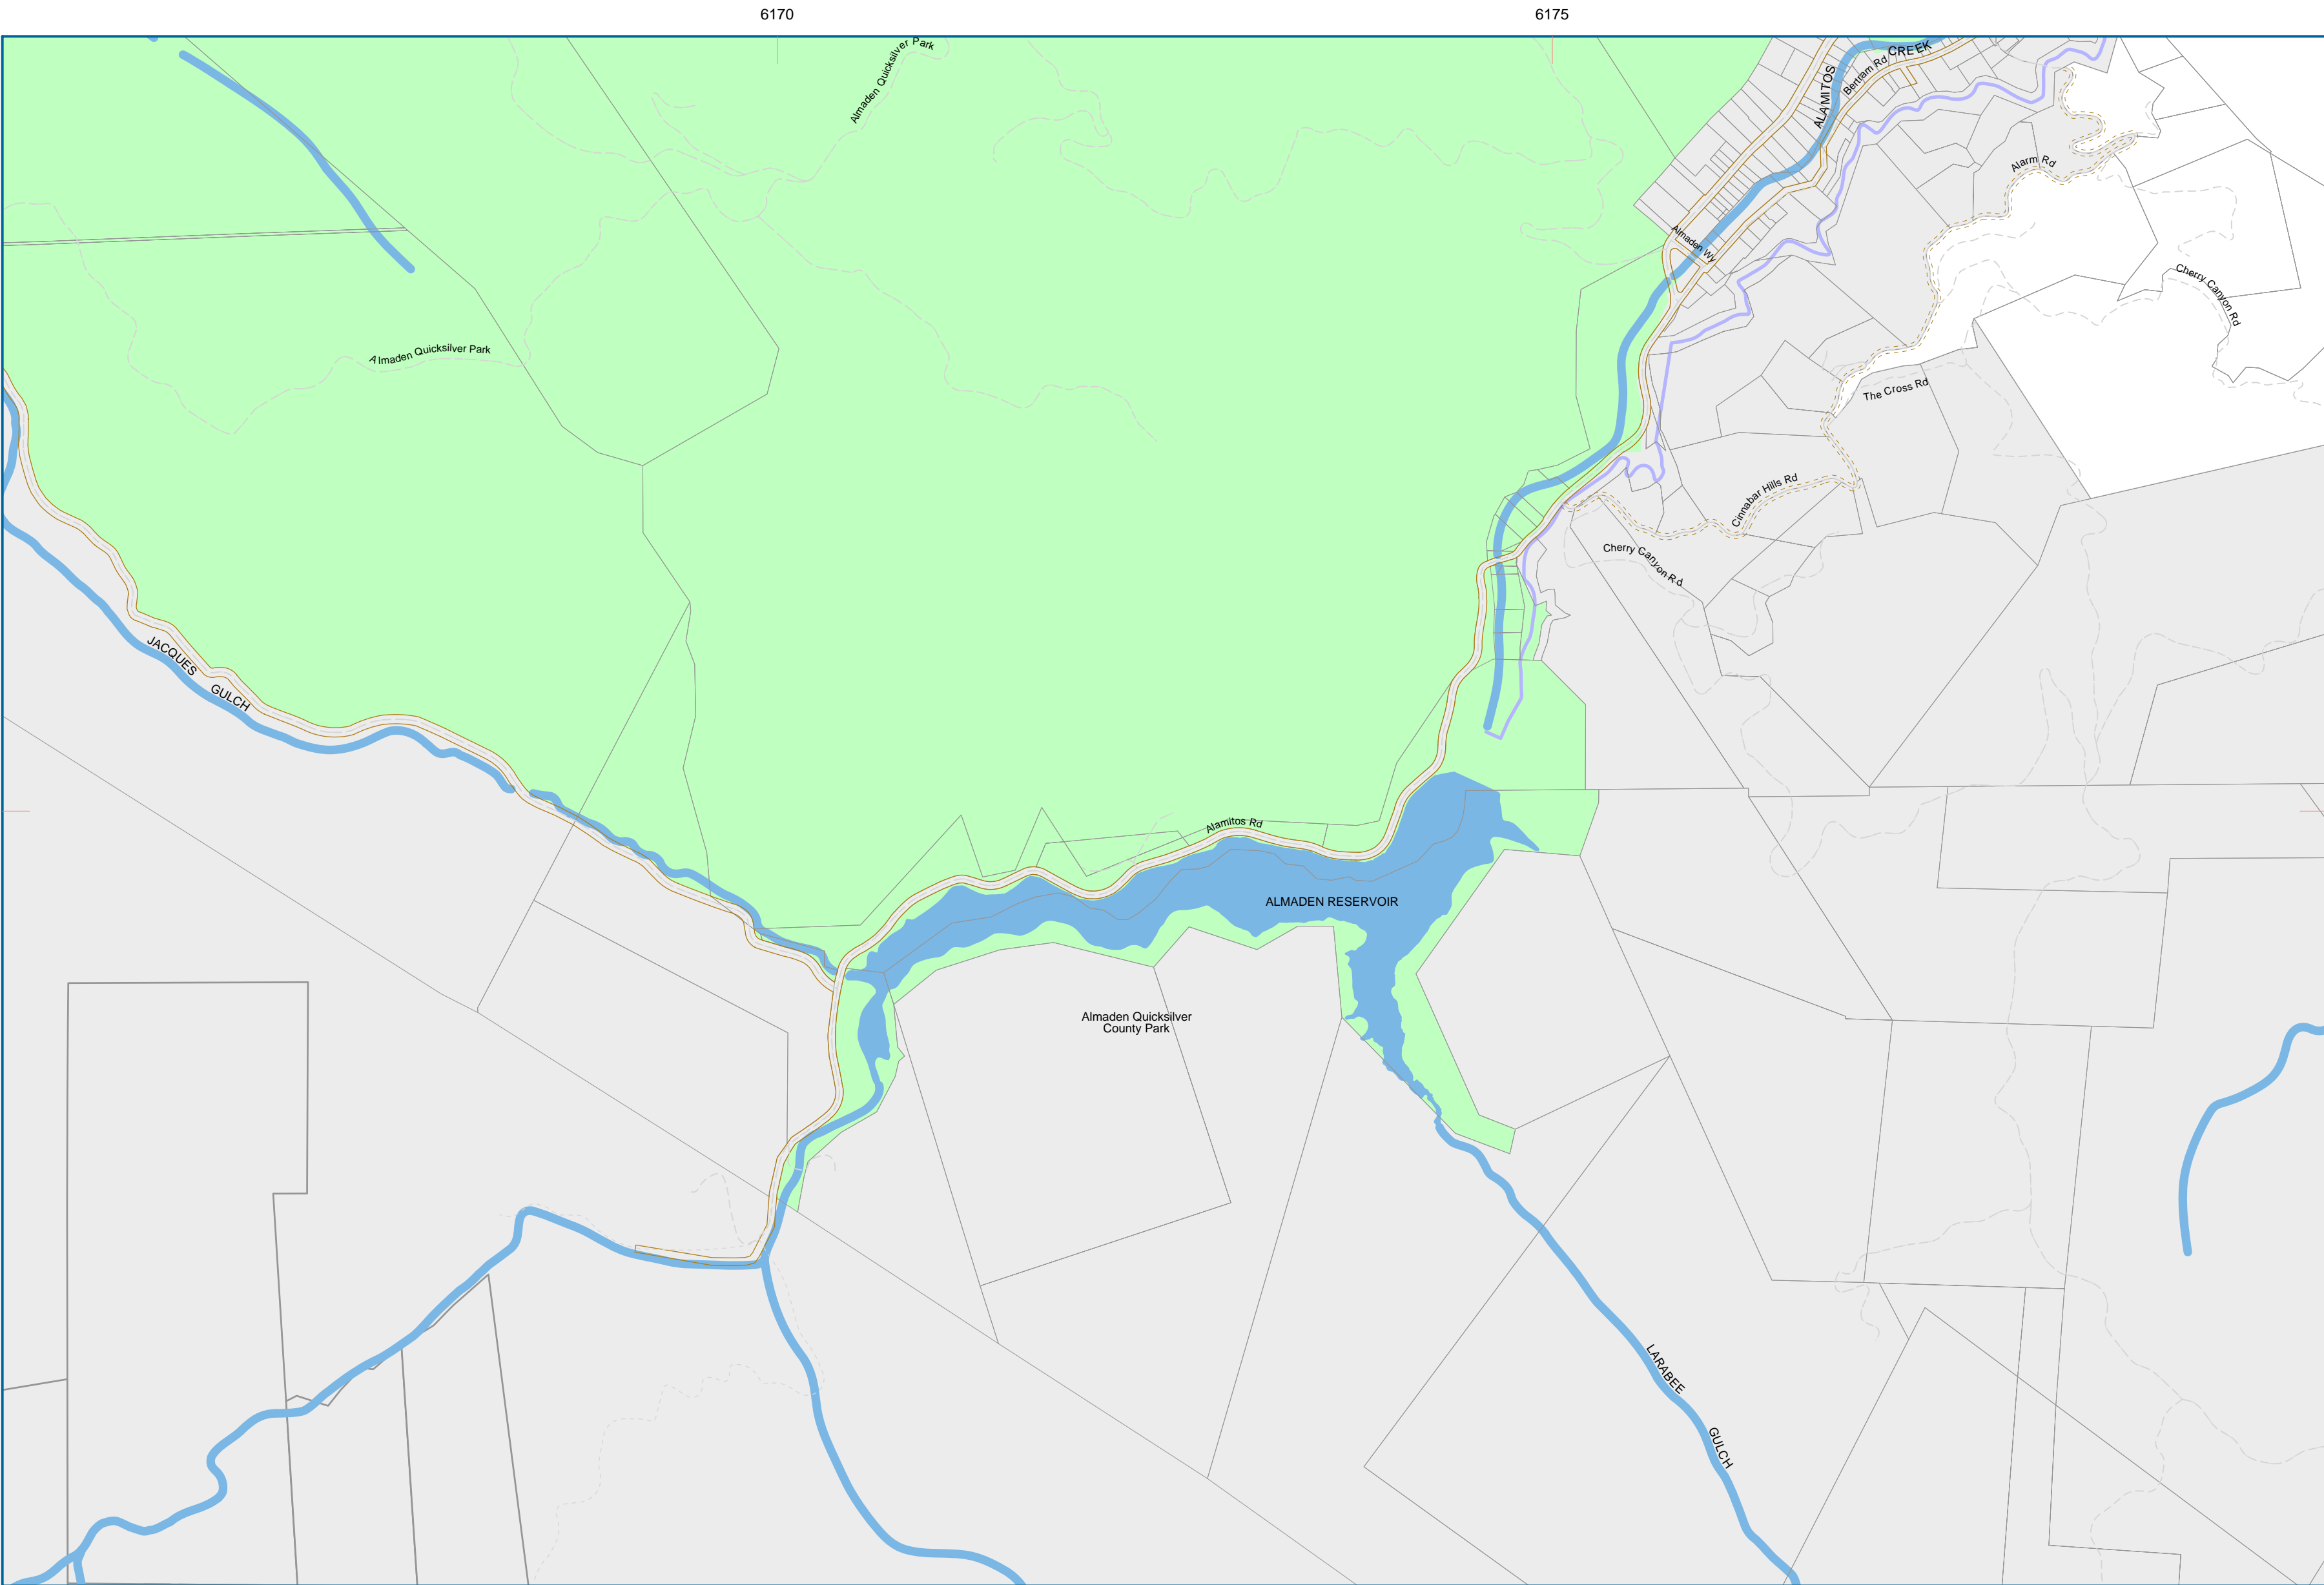 6170
6175
Almaden Quicksilver Park
CREEK
ALAMITOS
Bertram Rd
Alarm Rd
Almaden Wy
Cherry Canyon Rd
Almaden Quicksilver Park
The Cross Rd
Cinnabar Hills Rd
Cherry Canyon Rd
JACQUES
GULCH
Alamitos Rd
ALMADEN RESERVOIR
Almaden Quicksilver
County Park
LARABEE
GULCH